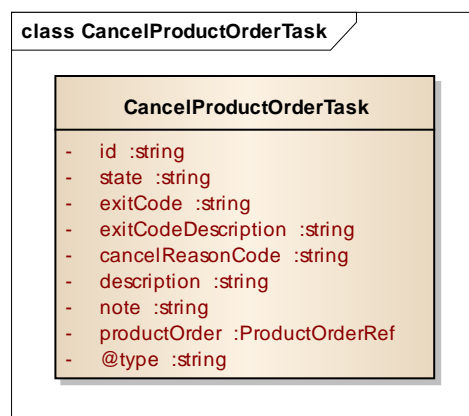 class CancelProductOrderTask
CancelProductOrderTask
- id :string
- state :string
- exitCode :string
- exitCodeDescription :string
- cancelReasonCode :string
- description :string
- note :string
- productOrder :ProductOrderRef
- @type :string